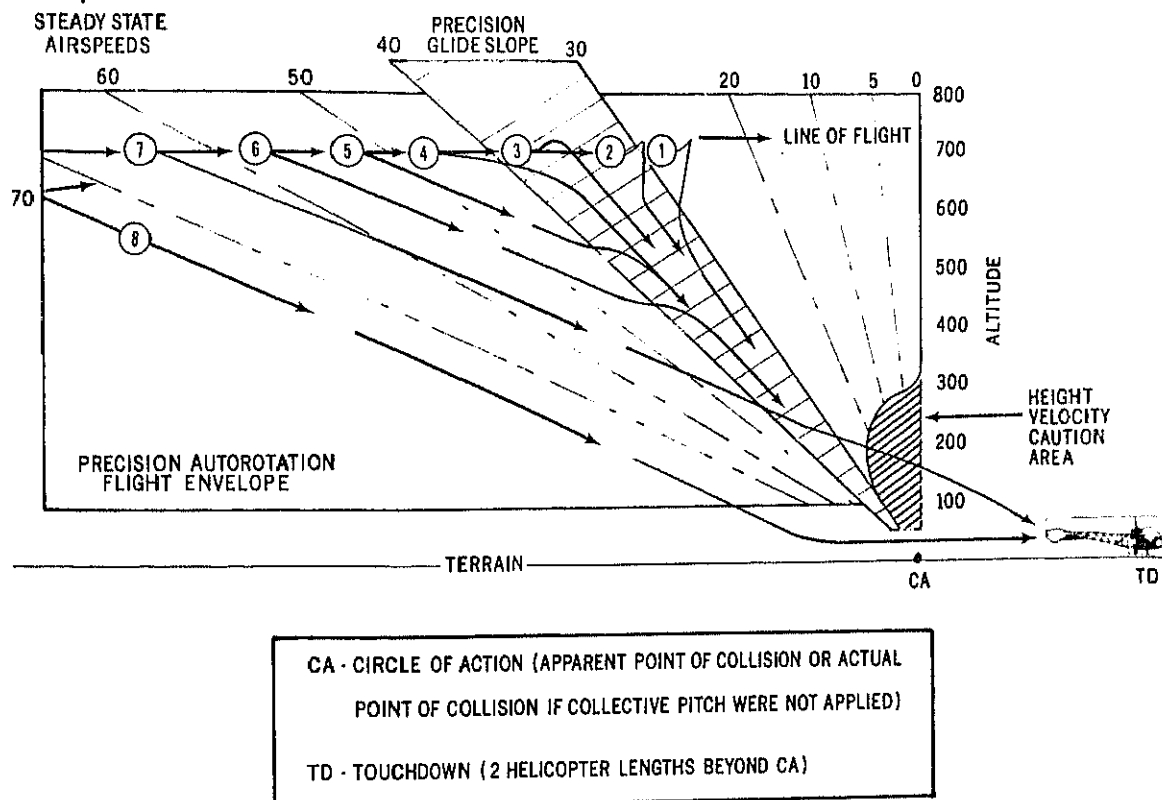 STEADY STATE
AIRSPEEDS
PRECISION
GLIDE SLOPE
60
50
40
30
20
10
5
0
800
7
6
5
4
3
2
1
LINE OF FLIGHT
700
70
8
600
500
400
300
200
100
ALTITUDE
HEIGHT
VELOCITY
CAUTION
AREA
PRECISION AUTOROTATION
FLIGHT ENVELOPE
TERRAIN
CA
TD
CA - CIRCLE OF ACTION (APPARENT POINT OF COLLISION OR ACTUAL
POINT OF COLLISION IF COLLECTIVE PITCH WERE NOT APPLIED)
TD - TOUCHDOWN (2 HELICOPTER LENGTHS BEYOND CA)